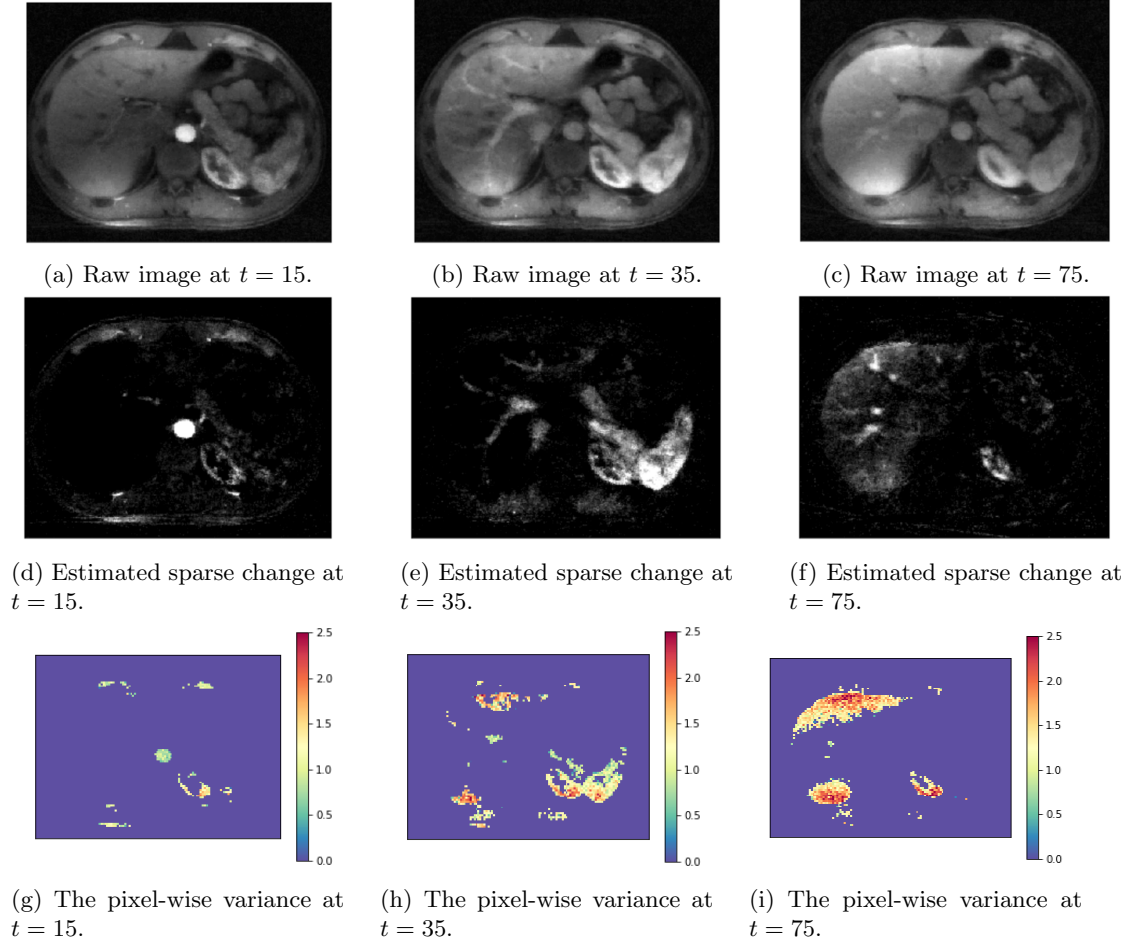 (a) Raw image at t = 15.
(b) Raw image at t = 35.
(c) Raw image at t = 75.
(d) Estimated sparse change at
t = 15.
(e) Estimated sparse change at
t = 35.
(f) Estimated sparse change at
t = 75.
2.5
2.0
1.5
1.0
0.5
0.0
2.5
2.0
1.5
1.0
0.5
0.0
2.5
2.0
1.5
1.0
0.5
0.0
(g) The pixel-wise variance at
t = 15.
(h) The pixel-wise variance at
t = 35.
(i) The pixel-wise variance at
t = 75.